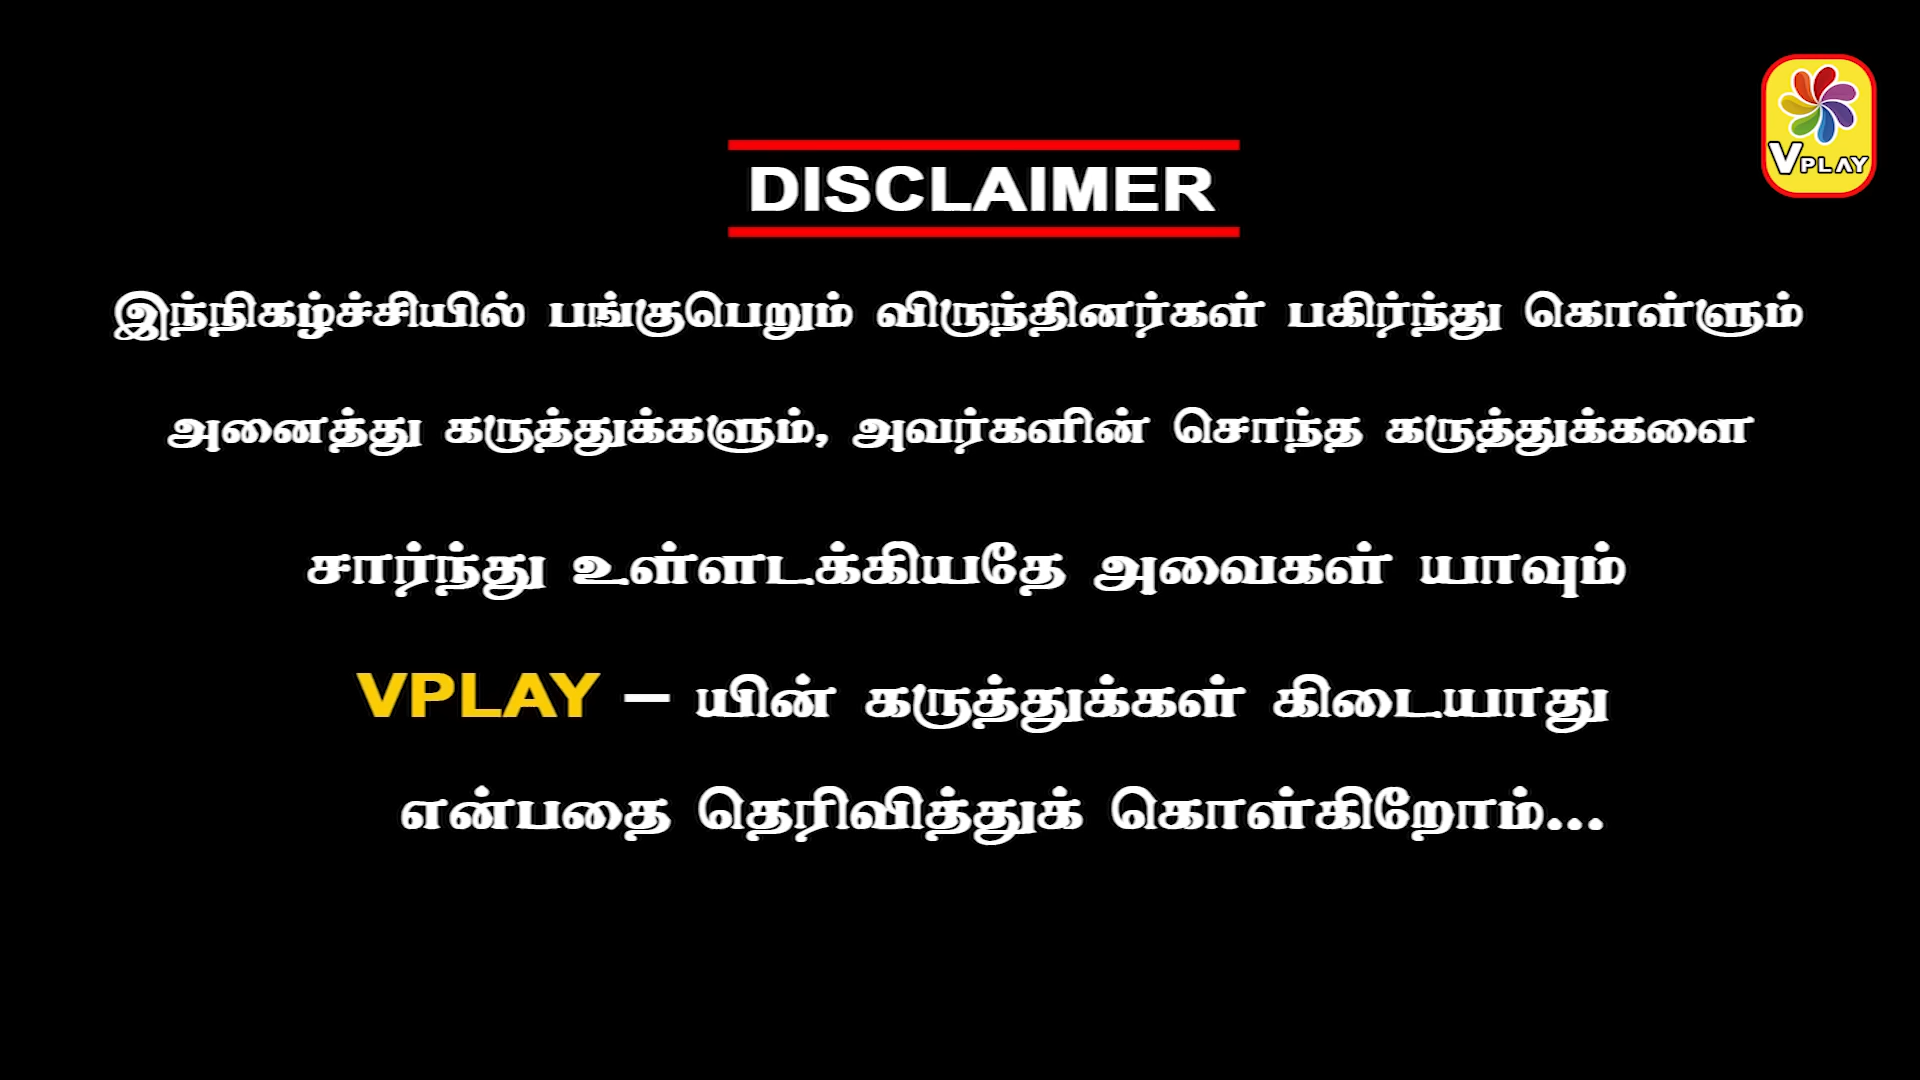 VPLAY
DISCLAIMER
இந்நிகழ்ச்சியில் பங்குபெறும் விருந்தினர்கள் பகிர்ந்து கொள்ளும்
அனைத்து கருத்துக்களும், அவர்களின் சொந்த கருத்துக்களை
சார்ந்து உள்ளடக்கியதே அவைகள் யாவும்
VPLAY – யின் கருத்துக்கள் கிடையாது
என்பதை தெரிவித்துக் கொள்கிறோம்...